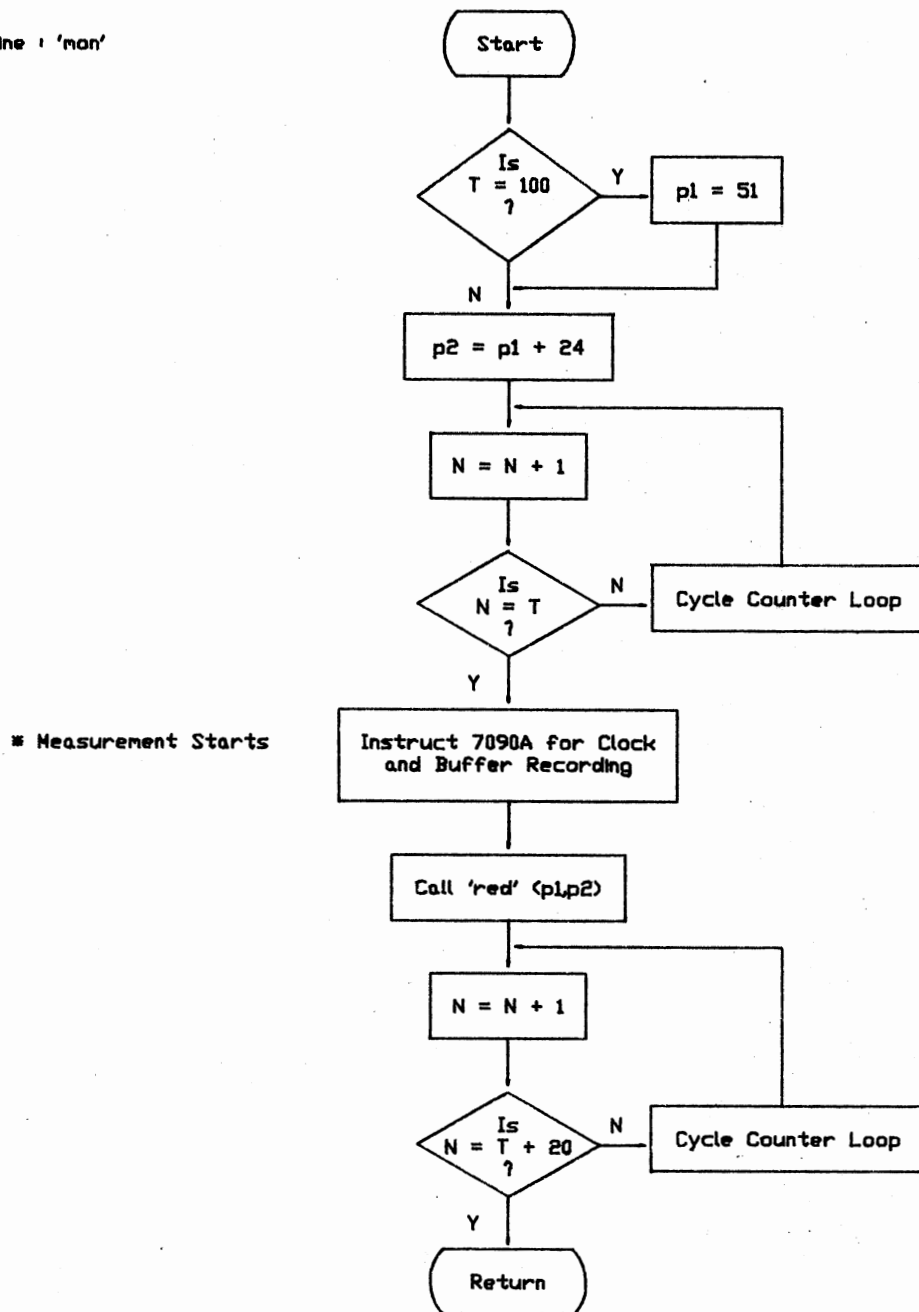 ine : 'mon'
Start
Is
T = 100
?
Y
p1 = 51
N
p2 = p1 + 24
N = N + 1
Is
N = T
?
N
Cycle Counter Loop
Y
* Measurement Starts
Instruct 7090A for Clock
and Buffer Recording
Call 'red' (p1,p2)
N = N + 1
Is
N = T + 20
?
N
Cycle Counter Loop
Y
Return